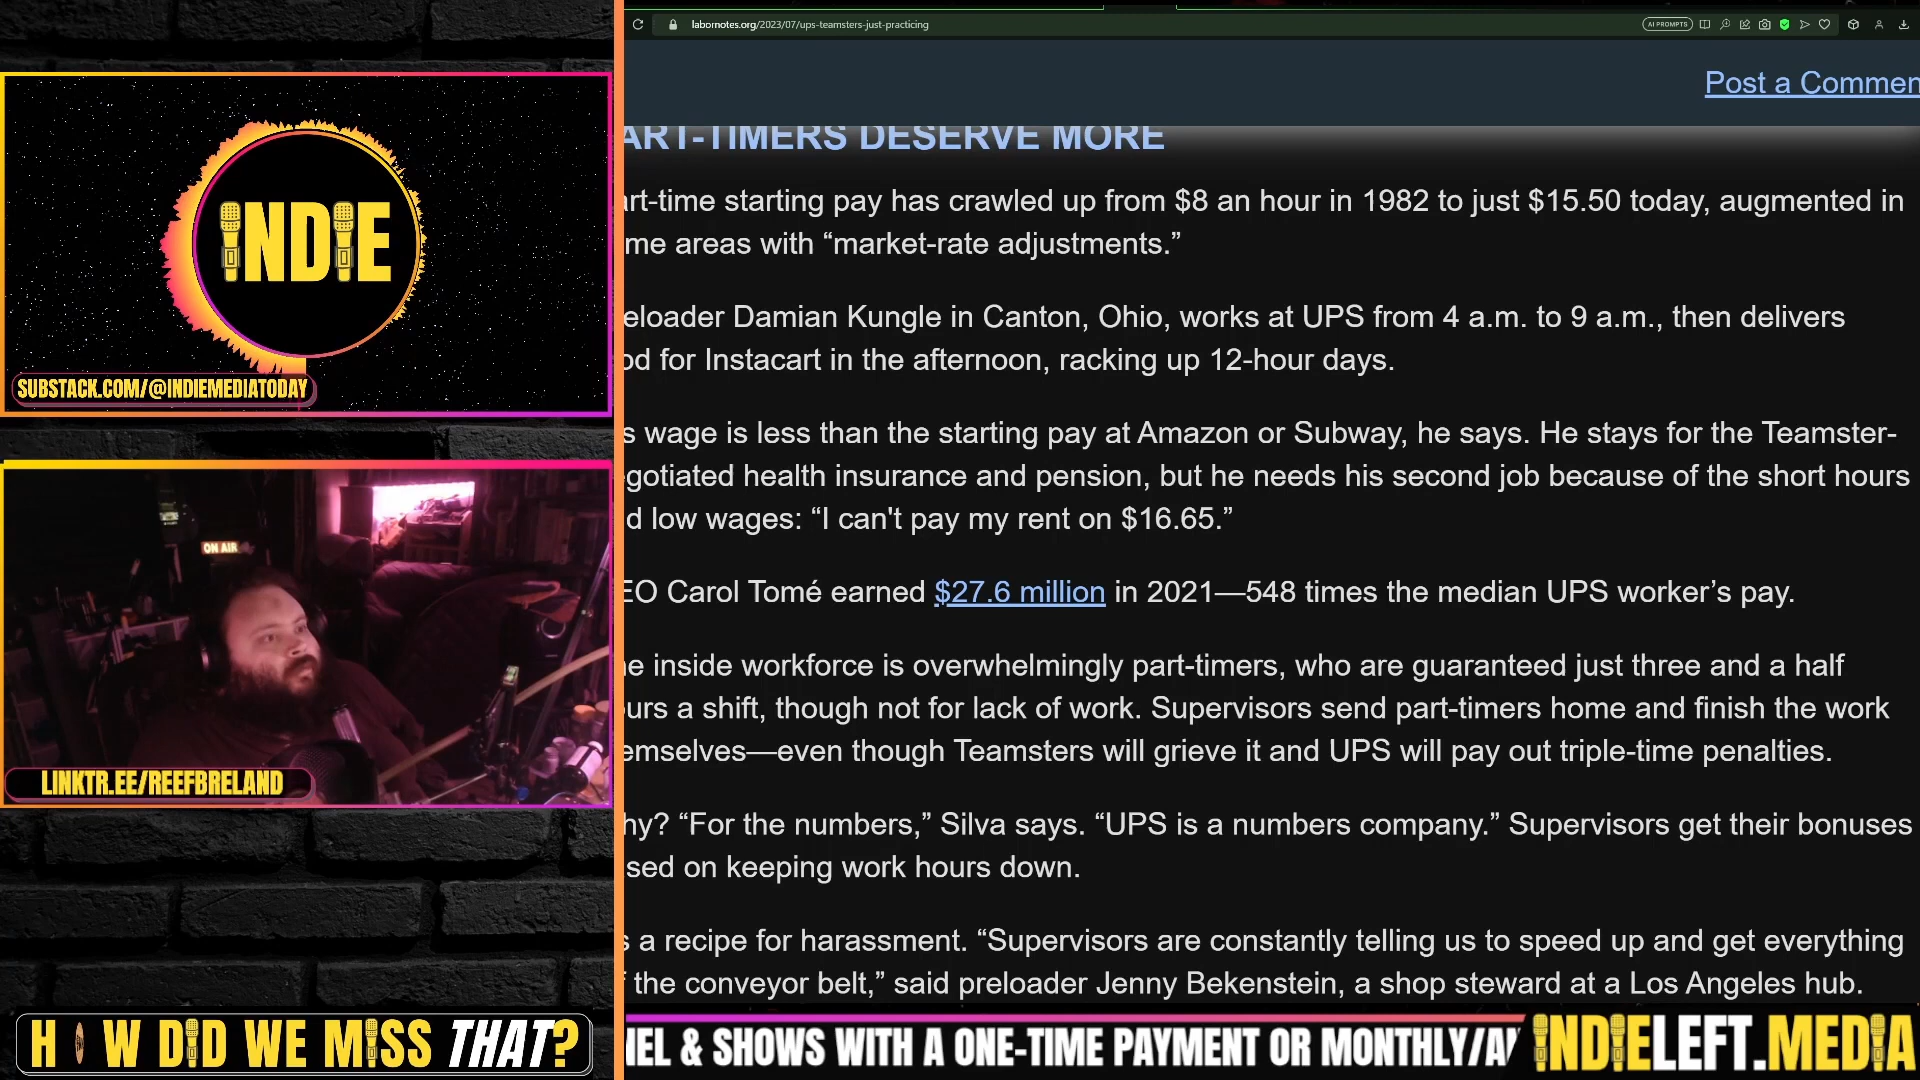 labornotes.org/2023/07/ups-teamsters-just-practicing
AI PROMPTS
Post a Commen
ART-TIMERS DESERVE MORE
art-time starting pay has crawled up from $8 an hour in 1982 to just $15.50 today, augmented in
me areas with “market-rate adjustments.”
eloader Damian Kungle in Canton, Ohio, works at UPS from 4 a.m. to 9 a.m., then delivers
od for Instacart in the afternoon, racking up 12-hour days.
s wage is less than the starting pay at Amazon or Subway, he says. He stays for the Teamster-
gotiated health insurance and pension, but he needs his second job because of the short hours
d low wages: “I can't pay my rent on $16.65.”
EO Carol Tomé earned $27.6 million in 2021—548 times the median UPS worker’s pay.
e inside workforce is overwhelmingly part-timers, who are guaranteed just three and a half
urs a shift, though not for lack of work. Supervisors send part-timers home and finish the work
emselves—even though Teamsters will grieve it and UPS will pay out triple-time penalties.
hy? “For the numbers,” Silva says. “UPS is a numbers company.” Supervisors get their bonuses
sed on keeping work hours down.
s a recipe for harassment. “Supervisors are constantly telling us to speed up and get everything
f the conveyor belt,” said preloader Jenny Bekenstein, a shop steward at a Los Angeles hub.
INDIE
SUBSTACK.COM/@INDIEMEDIATODAY
ON AIR
LINKTR.EE/REEFBRELAND
HOW DID WE MISS THAT?
NEL & SHOWS WITH A ONE-TIME PAYMENT OR MONTHLY/A
INDIELEFT.MEDIA